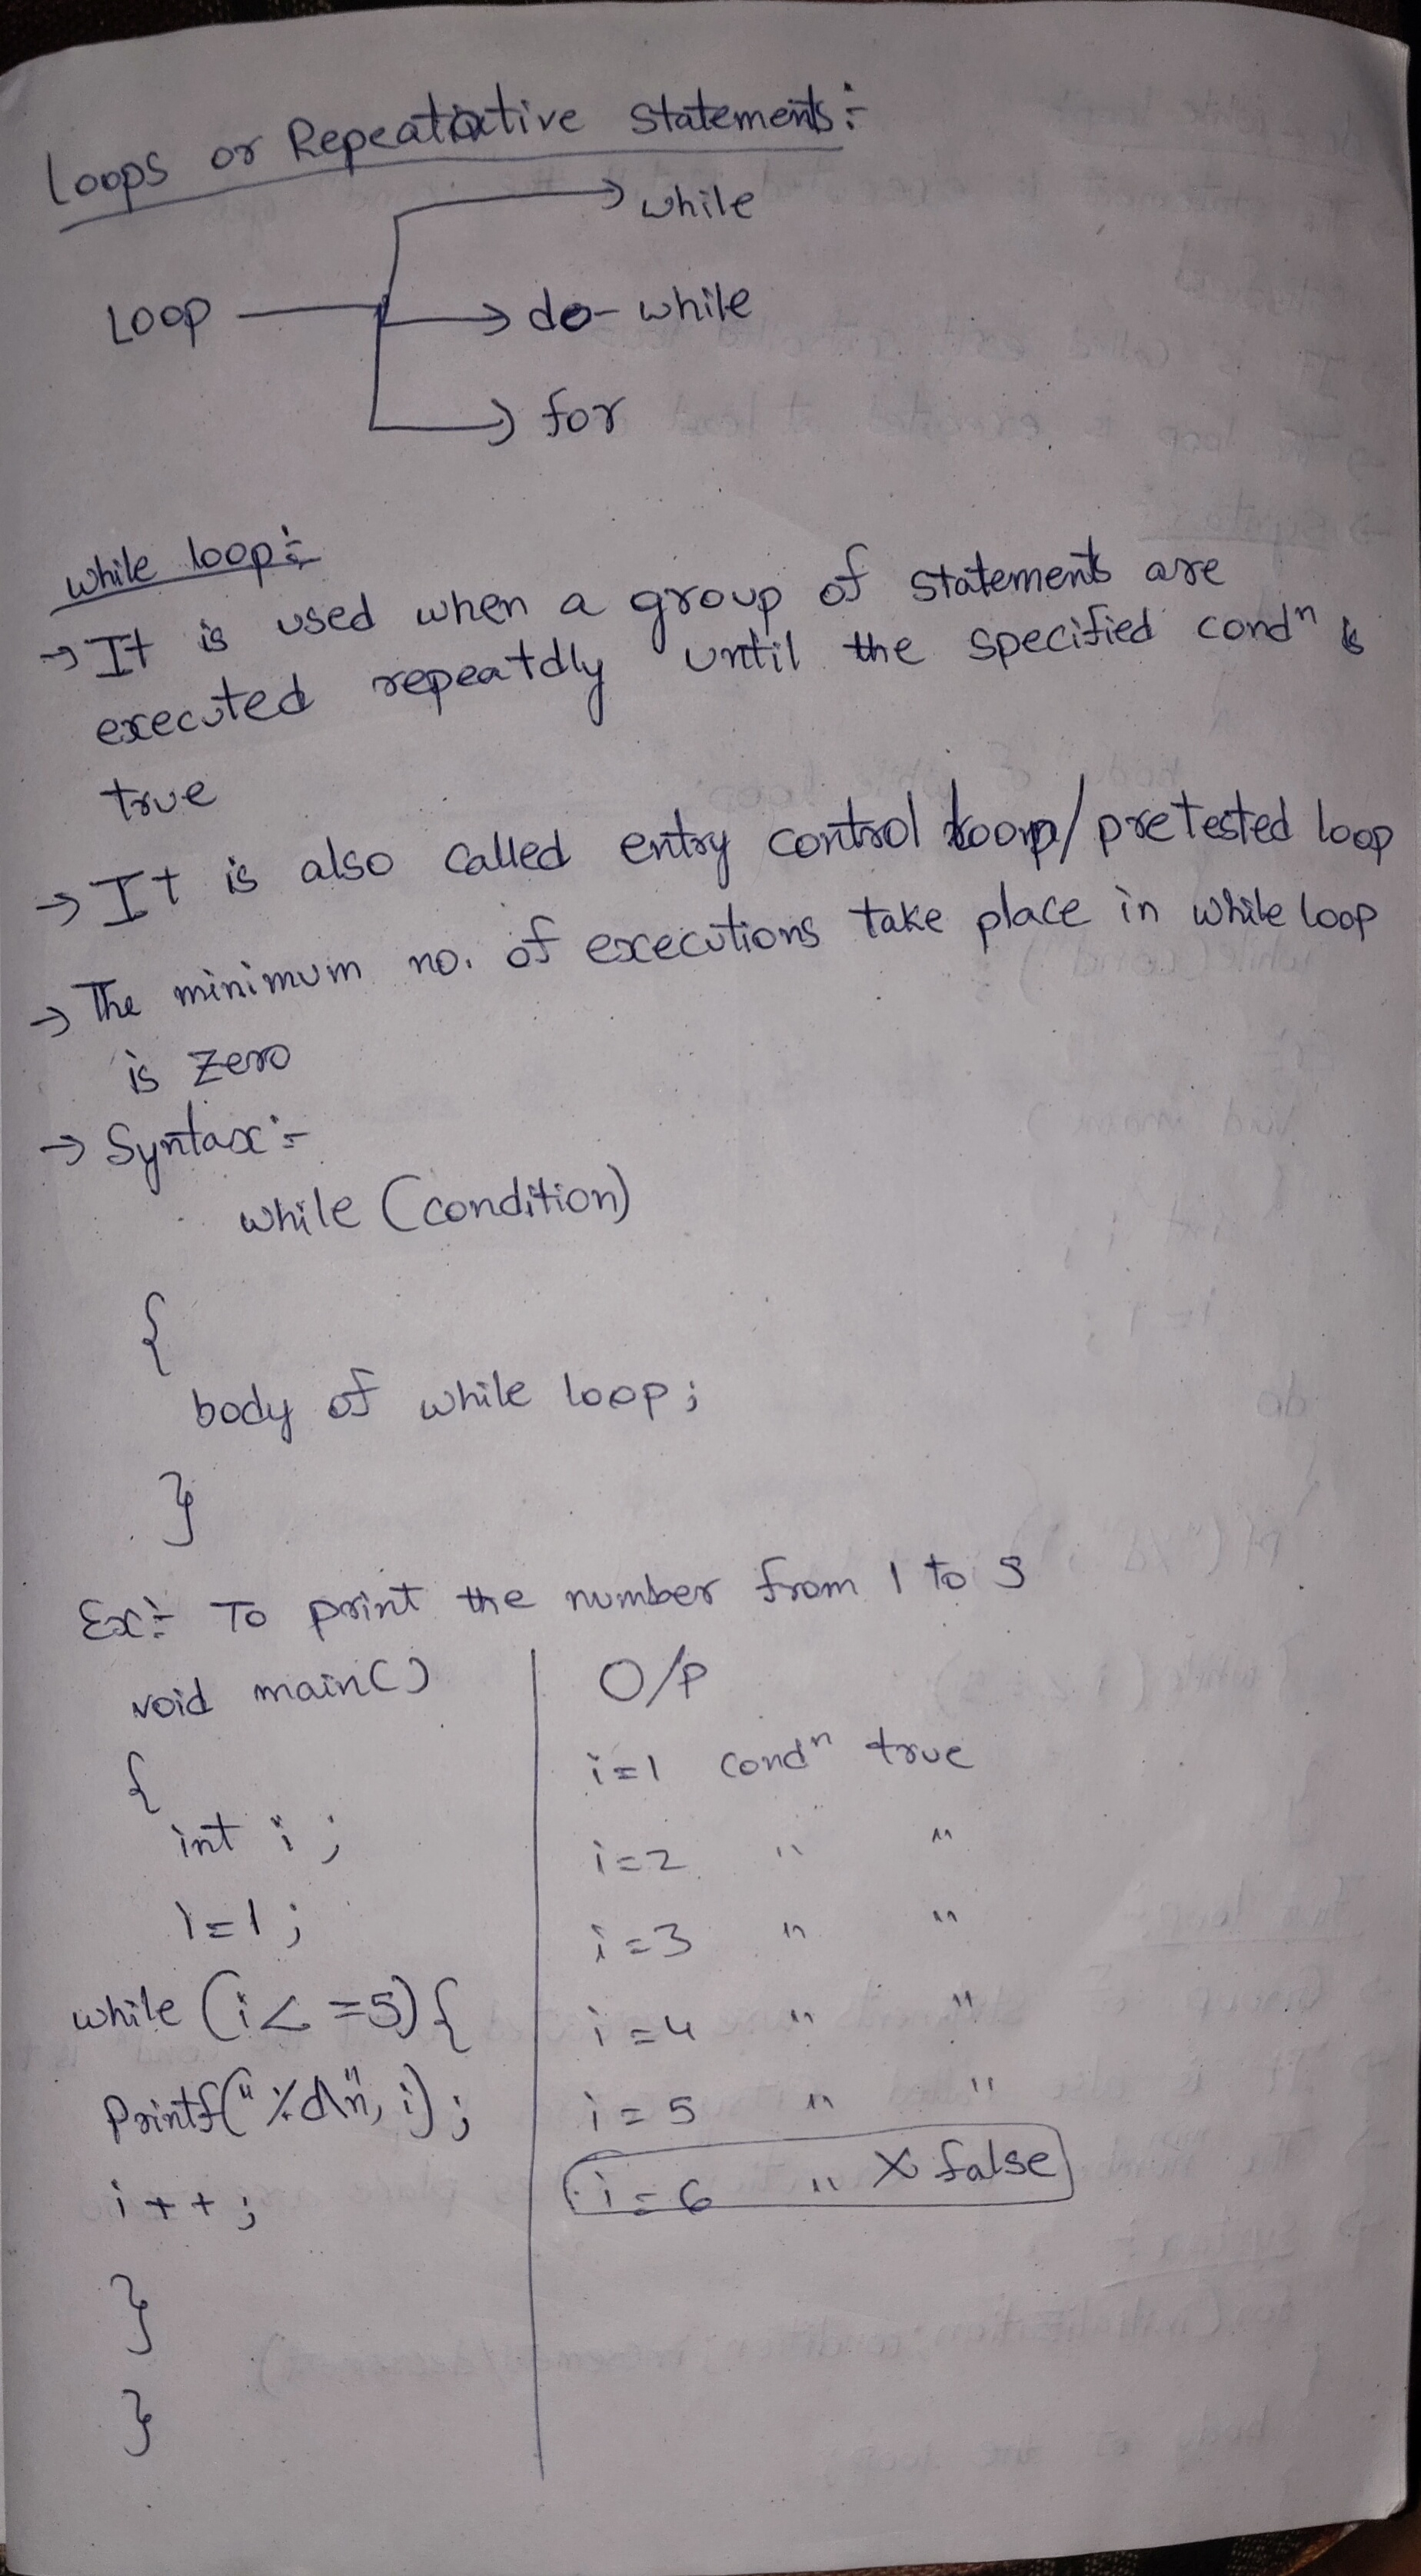 Loops or Repeatative statements:-
while
Loop
do-while
for
while loop:-
→ It is used when a group of statements are
executed repeatdly until the specified condⁿ is
true
→ It is also called entry control loop/pretested loop
→ The minimum no. of executions take place in while loop
is zero
→ Syntax:-
while (condition)
{
body of while loop;
}
Ex:- To print the number from 1 to 5
void main()
{
int i;
i=1;
while (i<=5){
Printf("%d\n", i);
i++;
}
}
O/P
i=1 condⁿ true
i=2 " "
i=3 " "
i=4 " "
i=5 " "
i=6 " X false